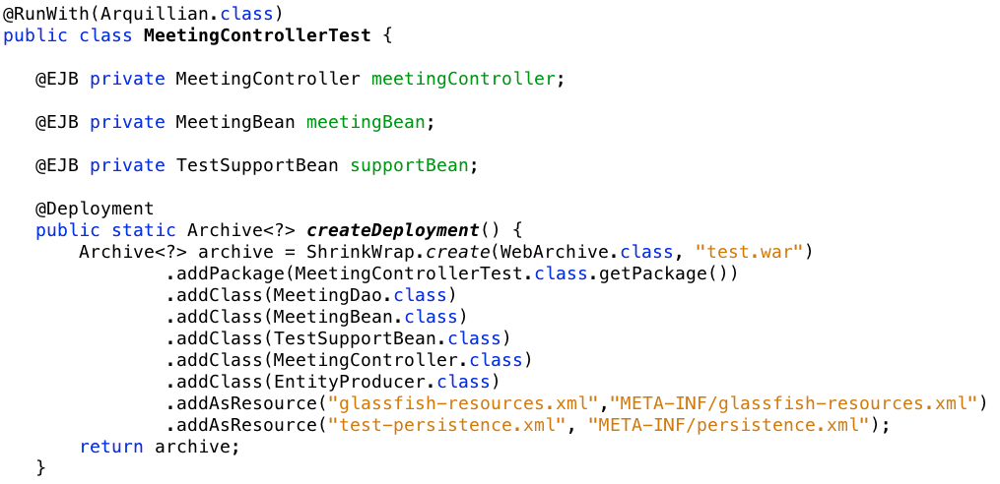 @RunWith(Arquillian.class)
public class MeetingControllerTest {
@EJB private MeetingController meetingController;
@EJB private MeetingBean meetingBean;
@EJB private TestSupportBean supportBean;
@Deployment
public static Archive<?> createDeployment() {
Archive<?> archive = ShrinkWrap.create(WebArchive.class, "test.war")
.addPackage(MeetingControllerTest.class.getPackage())
.addClass(MeetingDao.class)
.addClass(MeetingBean.class)
.addClass(TestSupportBean.class)
.addClass(MeetingController.class)
.addClass(EntityProducer.class)
.addAsResource("glassfish-resources.xml","META-INF/glassfish-resources.xml")
.addAsResource("test-persistence.xml", "META-INF/persistence.xml");
return archive;
}